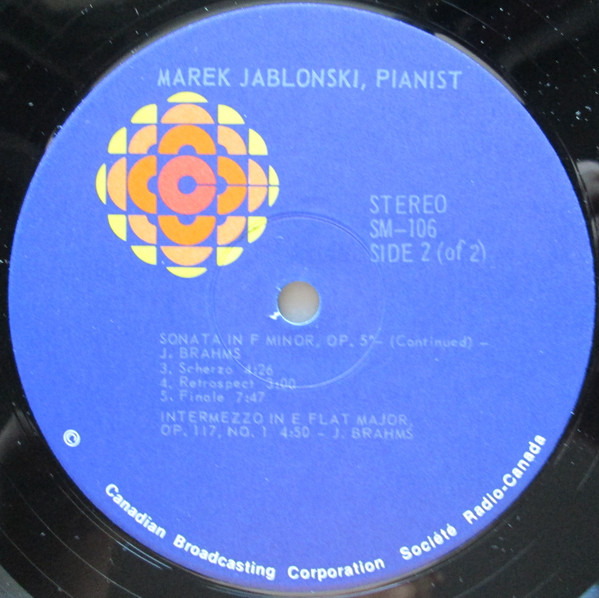 MAREK JABLONSKI, PIANIST
STEREO
SM-106
SIDE 2 (of 2)
SONATA IN F MINOR, OP. 5 - (Continued) -
J. BRAHMS
3. Scherzo 4:26
4. Retrospect 3:00
5. Finale 7:47
INTERMEZZO IN E FLAT MAJOR,
OP. 117, NO. 1 4:50 - J. BRAHMS
© Canadian Broadcasting Corporation Société Radio-Canada